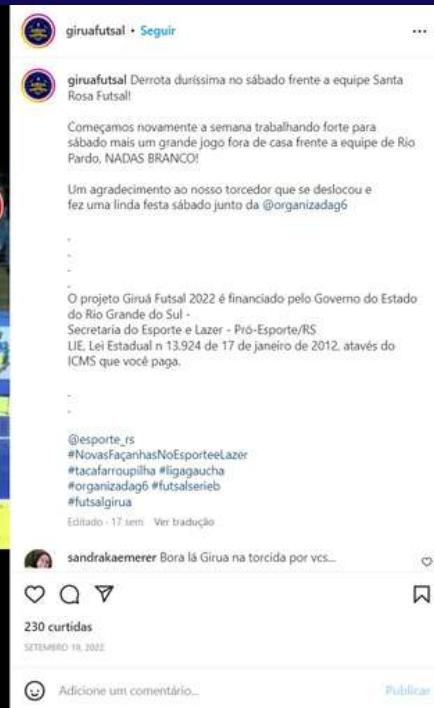 giruafutsal • Seguir
giruafutsal Derrota duríssima no sábado frente a equipe Santa
Rosa Futsal!
Começamos novamente a semana trabalhando forte para
sábado mais um grande jogo fora de casa frente a equipe de Rio
Pardo, NADAS BRANCO!
Um agradecimento ao nosso torcedor que se deslocou e
fez uma linda festa sábado junto da @organizadag6
.
.
.
.
O projeto Giruá Futsal 2022 é financiado pelo Governo do Estado
do Rio Grande do Sul -
Secretaria do Esporte e Lazer - Pró-Esporte/RS
LIE, Lei Estadual n 13.924 de 17 de janeiro de 2012, atavés do
ICMS que você paga.
.
.
@esporte_rs
#NovasFaçanhasNoEsporteeLazer
#tacafarroupilha #ligagaucha
#organizadag6 #futsalserieb
#futsalgirua
Editado · 17 sem Ver tradução
sandrakaemerer Bora lá Girua na torcida por vcs...
230 curtidas
SETEMBRO 19, 2022
Adicione um comentário... Publicar